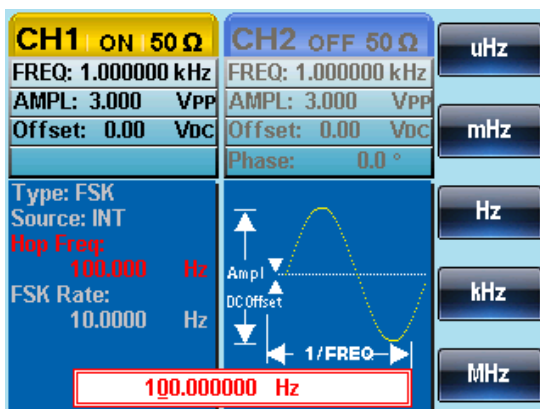 CH1 ON 50 Ω
FREQ: 1.000000 kHz
AMPL: 3.000 VPP
Offset: 0.00 VDC
CH2 OFF 50 Ω
FREQ: 1.000000 kHz
AMPL: 3.000 VPP
Offset: 0.00 VDC
Phase: 0.0 °
Type: FSK
Source: INT
Hop Freq:
100.000 Hz
FSK Rate:
10.0000 Hz
Ampl
DC Offset
1/FREQ
100.000000 Hz
uHz
mHz
Hz
kHz
MHz